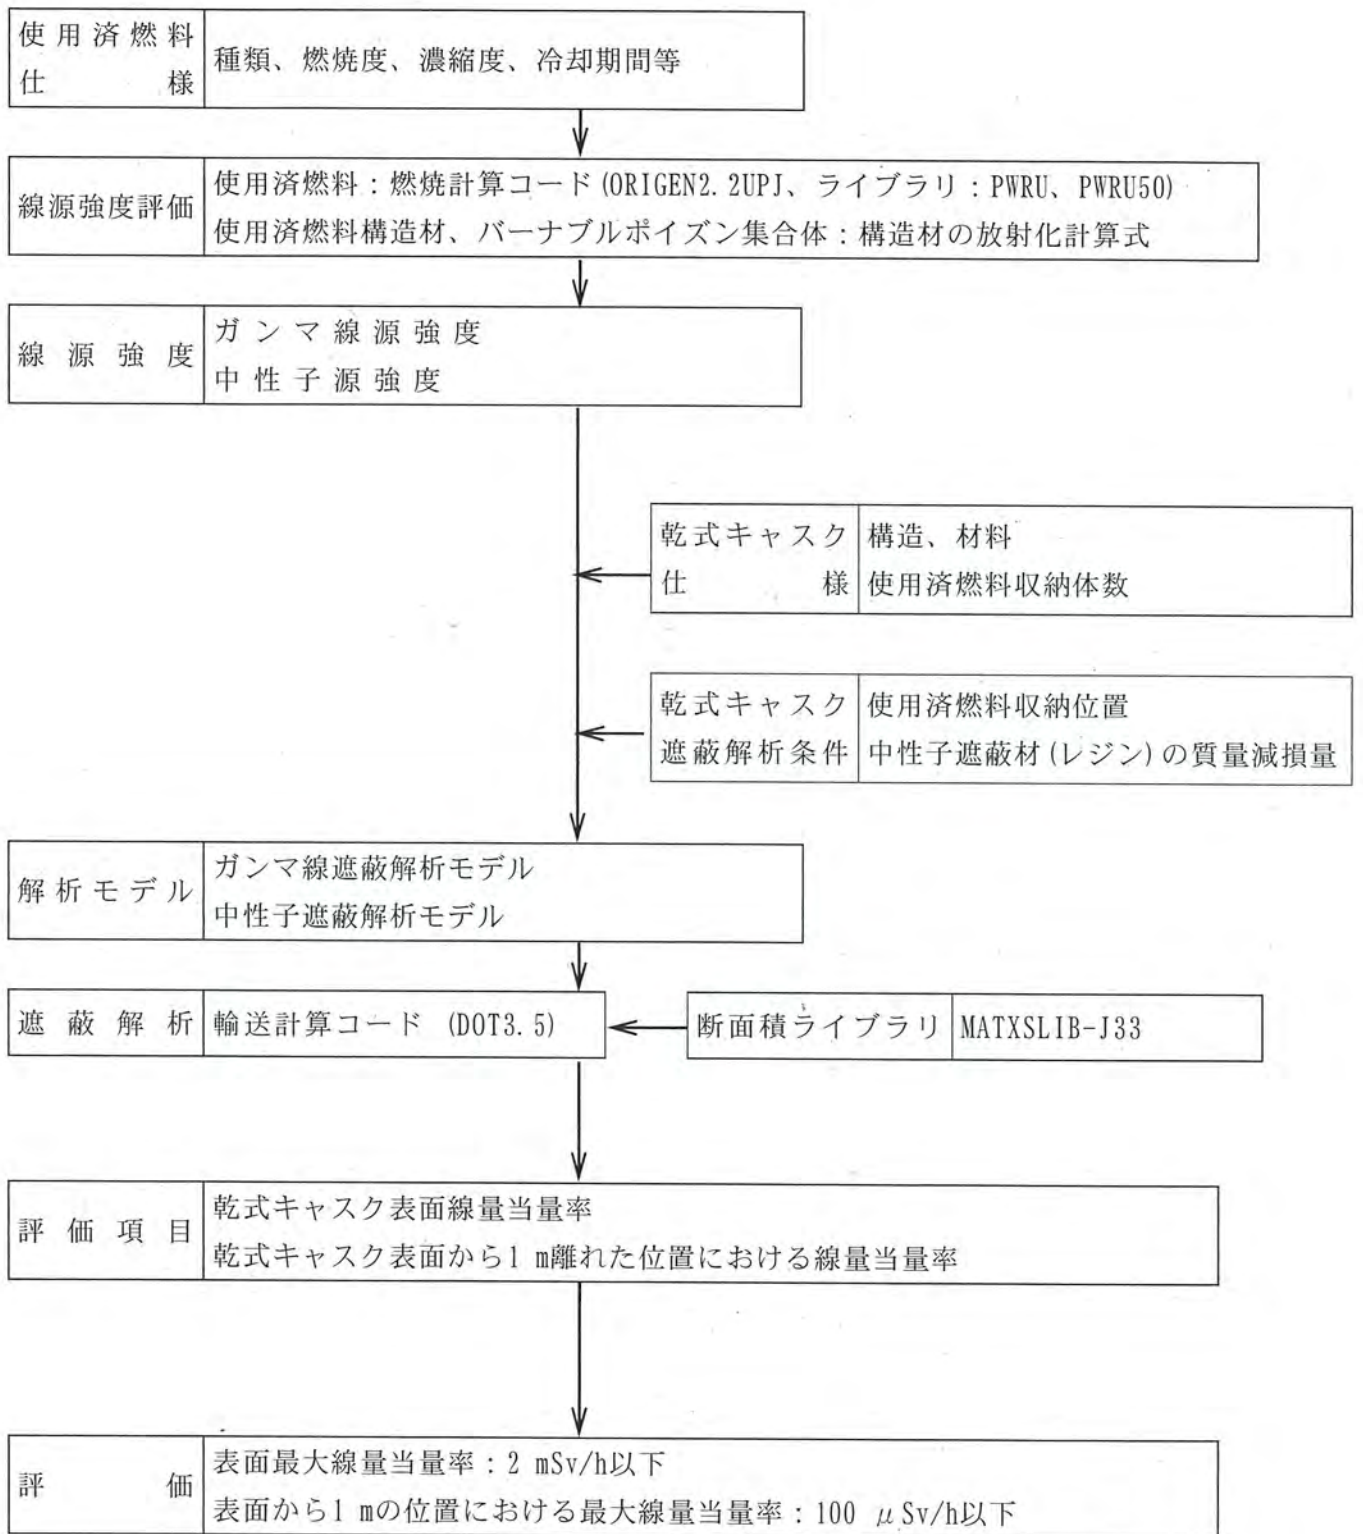 使用済燃料
仕様
種類、燃焼度、濃縮度、冷却期間等
線源強度評価
使用済燃料：燃焼計算コード(ORIGEN2.2UPJ、ライブラリ：PWRU、PWRU50)
使用済燃料構造材、バーナブルポイズン集合体：構造材の放射化計算式
線源強度
ガンマ線源強度
中性子源強度
乾式キャスク
仕様
構造、材料
使用済燃料収納体数
乾式キャスク
遮蔽解析条件
使用済燃料収納位置
中性子遮蔽材(レジン)の質量減損量
解析モデル
ガンマ線遮蔽解析モデル
中性子遮蔽解析モデル
遮蔽解析
輸送計算コード (DOT3.5)
断面積ライブラリ
MATXSLIB-J33
評価項目
乾式キャスク表面線量当量率
乾式キャスク表面から1 m離れた位置における線量当量率
評価
表面最大線量当量率：2 mSv/h以下
表面から1 mの位置における最大線量当量率：100 μSv/h以下